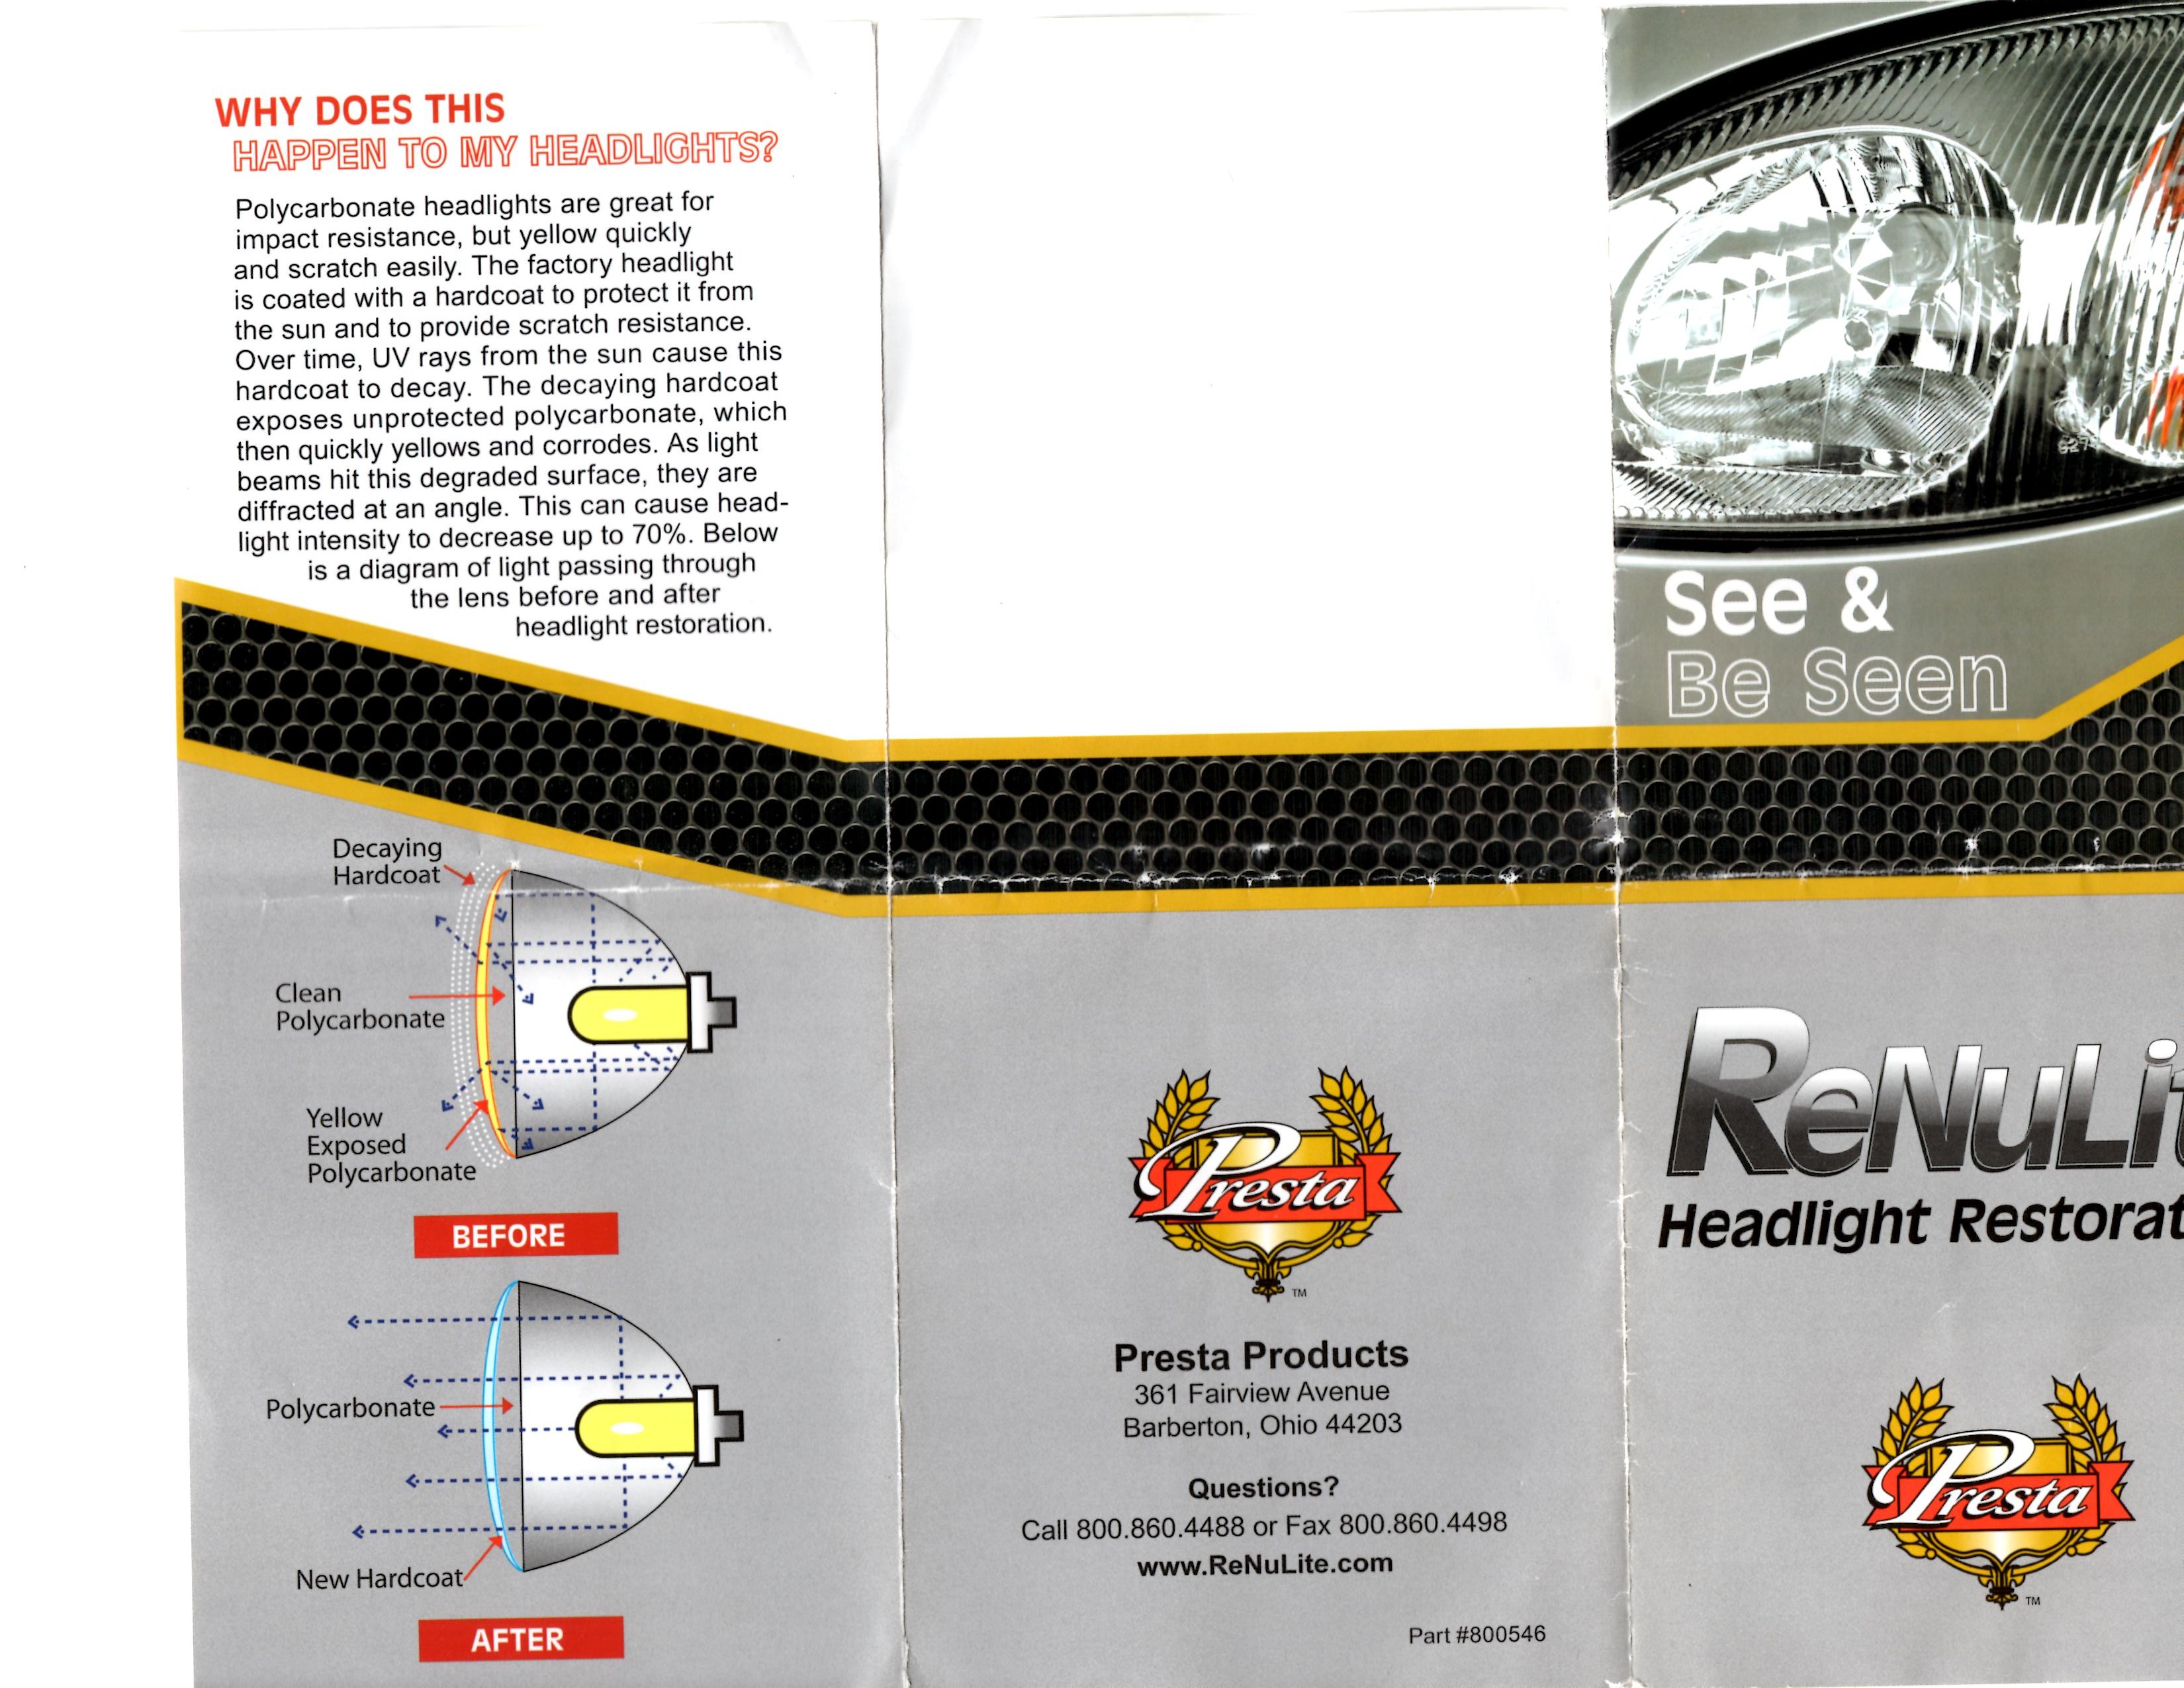 WHY DOES THIS
HAPPEN TO MY HEADLIGHTS?
Polycarbonate headlights are great for
impact resistance, but yellow quickly
and scratch easily. The factory headlight
is coated with a hardcoat to protect it from
the sun and to provide scratch resistance.
Over time, UV rays from the sun cause this
hardcoat to decay. The decaying hardcoat
exposes unprotected polycarbonate, which
then quickly yellows and corrodes. As light
beams hit this degraded surface, they are
diffracted at an angle. This can cause head-
light intensity to decrease up to 70%. Below
is a diagram of light passing through
the lens before and after
headlight restoration.
Decaying
Hardcoat
Clean
Polycarbonate
Yellow
Exposed
Polycarbonate
BEFORE
Polycarbonate
New Hardcoat
AFTER
Presta
TM
Presta Products
361 Fairview Avenue
Barberton, Ohio 44203
Questions?
Call 800.860.4488 or Fax 800.860.4498
www.ReNuLite.com
Part #800546
See &
Be Seen
ReNuLit
Headlight Restorat
Presta
TM